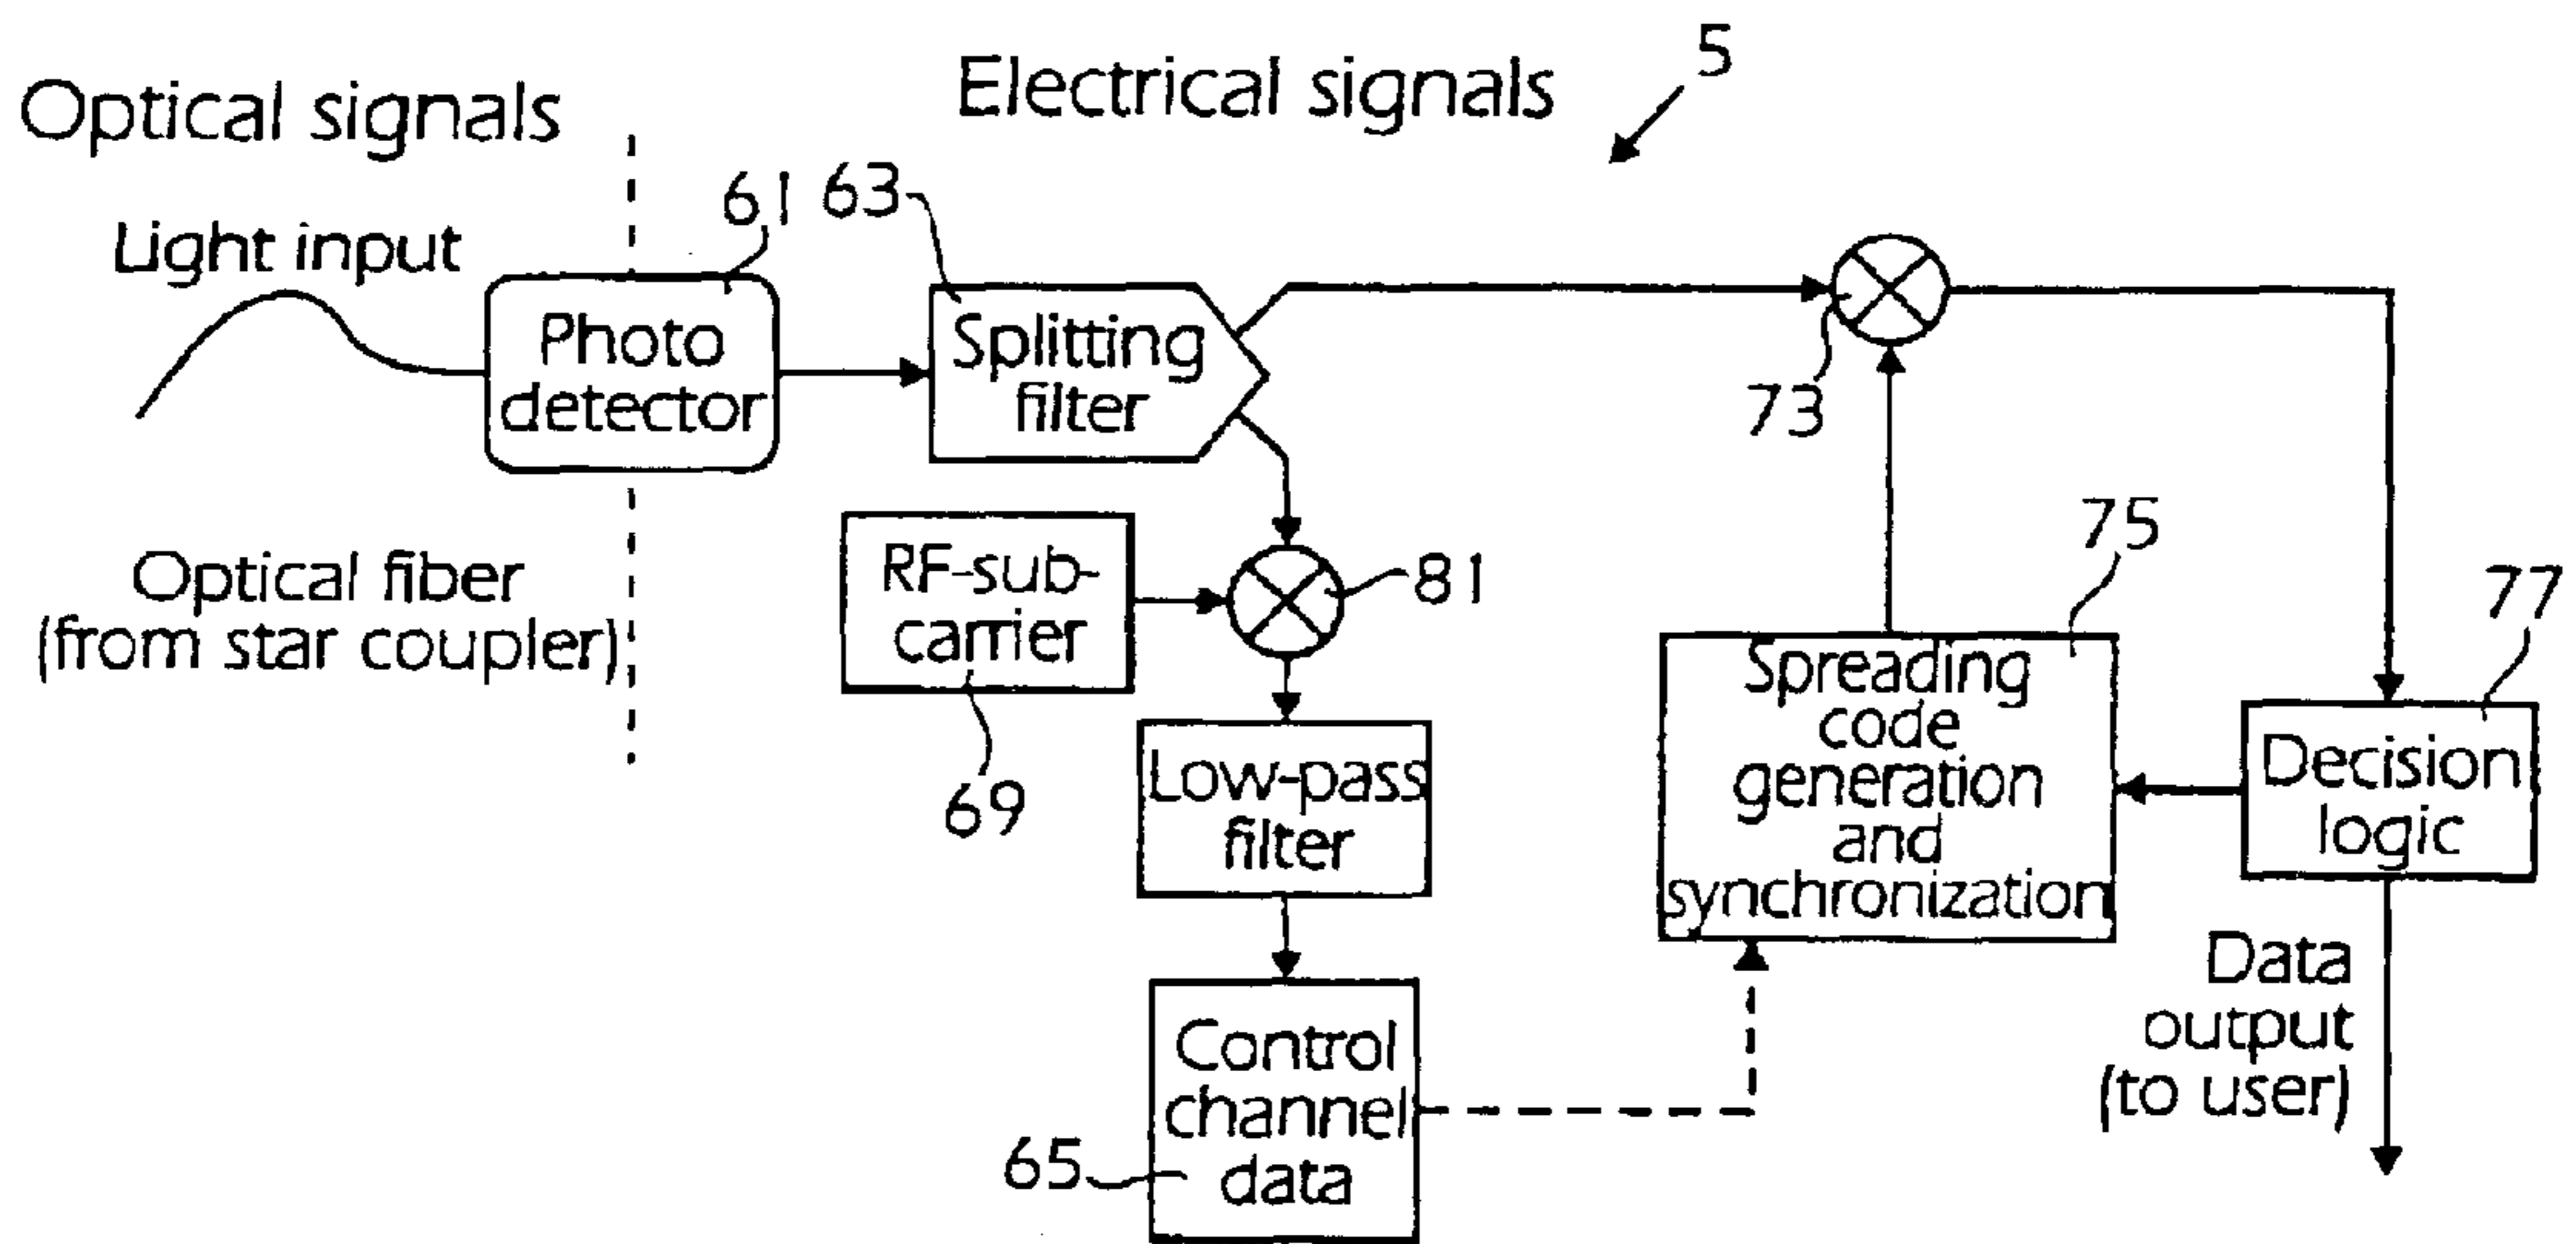 Optical signals
Electrical signals
5
Light input
61
63
Photo
detector
Splitting
filter
73
Optical fiber
(from star coupler)
RF-sub-
carrier
81
69
Low-pass
filter
75
Spreading
code
generation
and
synchronization
77
Decision
logic
Control
channel
data
65
Data
output
(to user)